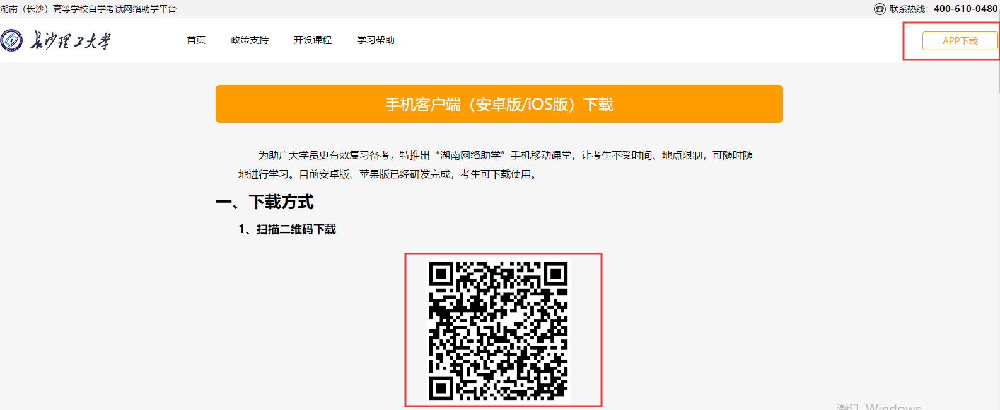 湖南（长沙）高等学校自学考试网络助学平台
联系热线：400-610-0480
長沙理工大學
首页 政策支持 开设课程 学习帮助
APP下载
手机客户端（安卓版/iOS版）下载
为助广大学员更有效复习备考，特推出“湖南网络助学”手机移动课堂，让考生不受时间、地点限制，可随时随
地进行学习。目前安卓版、苹果版已经研发完成，考生可下载使用。
一、下载方式
1、扫描二维码下载
激活 Windows